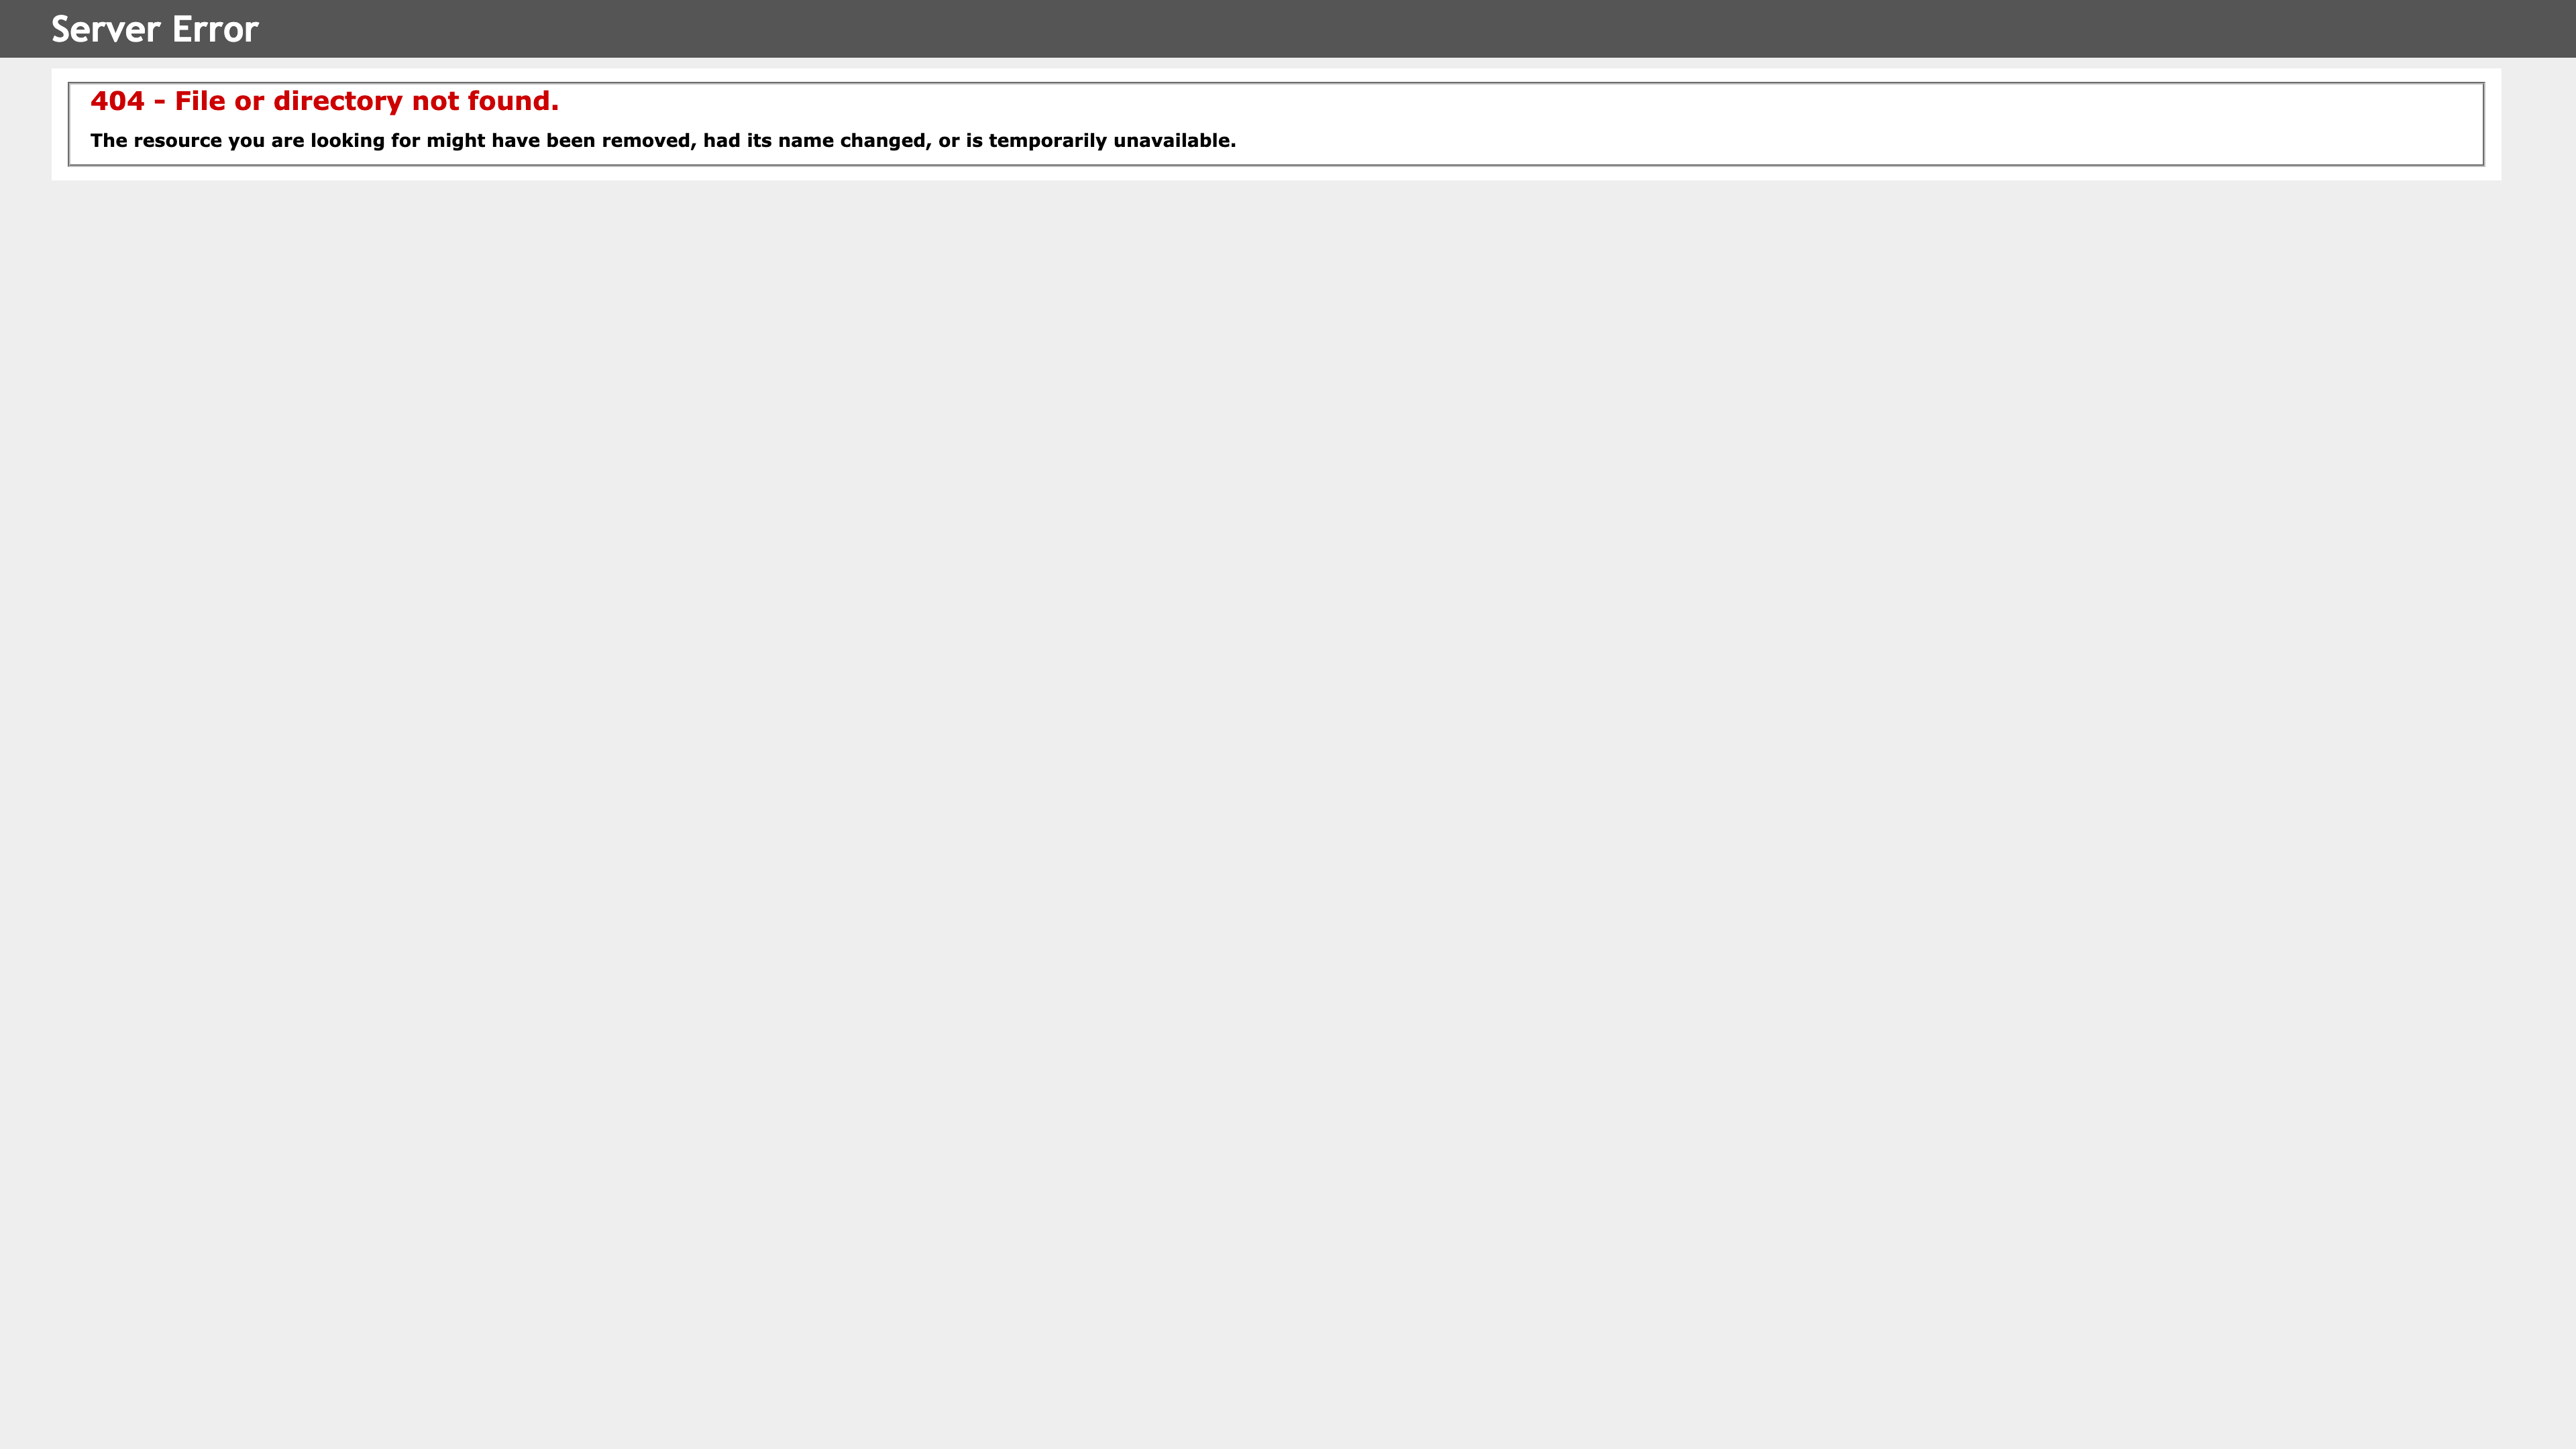 Server Error
404 - File or directory not found.
The resource you are looking for might have been removed, had its name changed, or is temporarily unavailable.